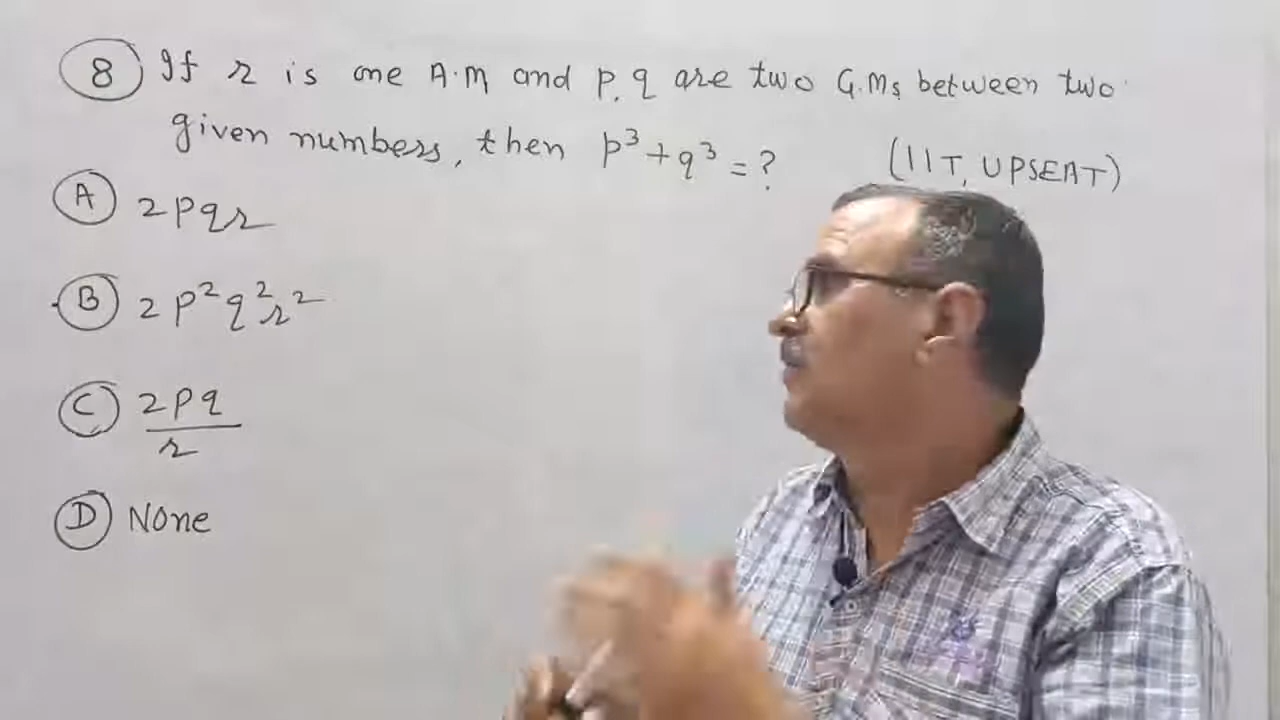 8 If r is one A.M and p, q are two G.Ms between two
given numbers, then p³+q³ = ? (IIT, UPSEAT)
A 2pqr
B 2p²q²r²
C 2pq/r
D None